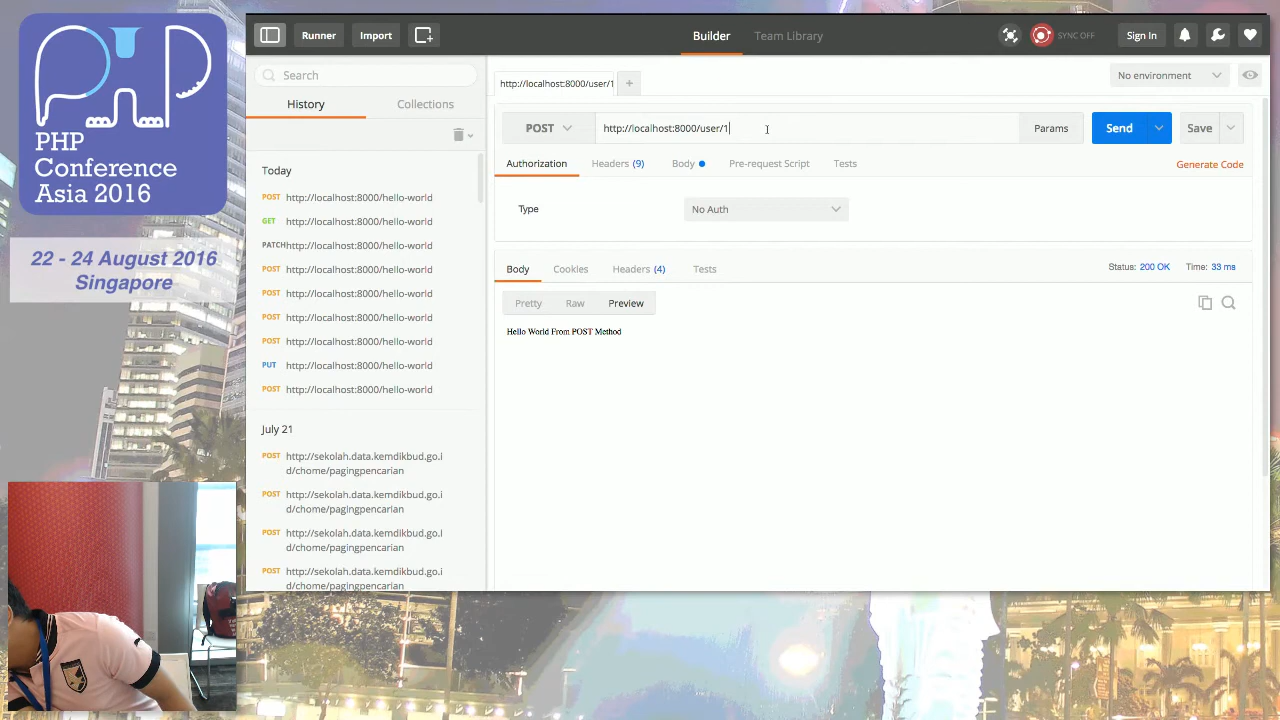 PHP
Conference
Asia 2016
22 - 24 August 2016
Singapore
Runner
Import
Builder
Team Library
SYNC OFF
Sign In
Search
History
Collections
Today
POST http://localhost:8000/hello-world
GET http://localhost:8000/hello-world
PATCH http://localhost:8000/hello-world
POST http://localhost:8000/hello-world
POST http://localhost:8000/hello-world
POST http://localhost:8000/hello-world
POST http://localhost:8000/hello-world
PUT http://localhost:8000/hello-world
POST http://localhost:8000/hello-world
July 21
POST http://sekolah.data.kemdikbud.go.i
d/chome/pagingpencarian
POST http://sekolah.data.kemdikbud.go.i
d/chome/pagingpencarian
POST http://sekolah.data.kemdikbud.go.i
d/chome/pagingpencarian
POST http://sekolah.data.kemdikbud.go.i
d/chome/pagingpencarian
http://localhost:8000/user/1
+
No environment
POST
http://localhost:8000/user/1
Params
Send
Save
Authorization
Headers (9)
Body
Pre-request Script
Tests
Generate Code
Type
No Auth
Body
Cookies
Headers (4)
Tests
Status: 200 OK
Time: 33 ms
Pretty
Raw
Preview
Hello World From POST Method